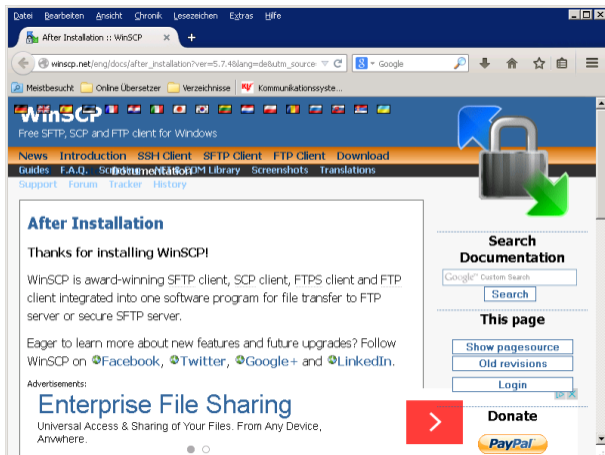 Datei Bearbeiten Ansicht Chronik Lesezeichen Extras Hilfe
After Installation :: WinSCP
winscp.net/eng/docs/after_installation?ver=5.7.4&lang=de&utm_source
Google
Meistbesucht Online Übersetzer Verzeichnisse Kommunikationssyste...
WinSCP
Free SFTP, SCP and FTP client for Windows
News Introduction SSH Client SFTP Client FTP Client Download
Guides F.A.Q. Documentation Library Screenshots Translations
Support Forum Tracker History
After Installation
Thanks for installing WinSCP!
WinSCP is award-winning SFTP client, SCP client, FTPS client and FTP
client integrated into one software program for file transfer to FTP
server or secure SFTP server.
Eager to learn more about new features and future upgrades? Follow
WinSCP on Facebook, Twitter, Google+ and LinkedIn.
Advertisements:
Enterprise File Sharing
Universal Access & Sharing of Your Files. From Any Device,
Anywhere.
Search
Documentation
Google™ Custom Search
Search
This page
Show pagesource
Old revisions
Login
Donate
PayPal